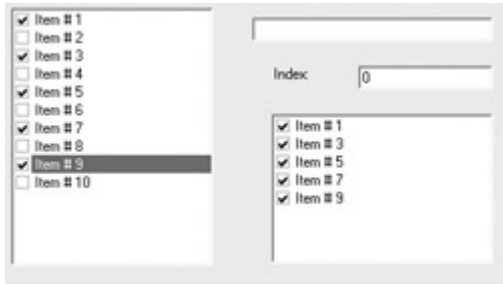 Item # 1
Item # 2
Item # 3
Item # 4
Item # 5
Item # 6
Item # 7
Item # 8
Item # 9
Item # 10
Index:
0
Item # 1
Item # 3
Item # 5
Item # 7
Item # 9